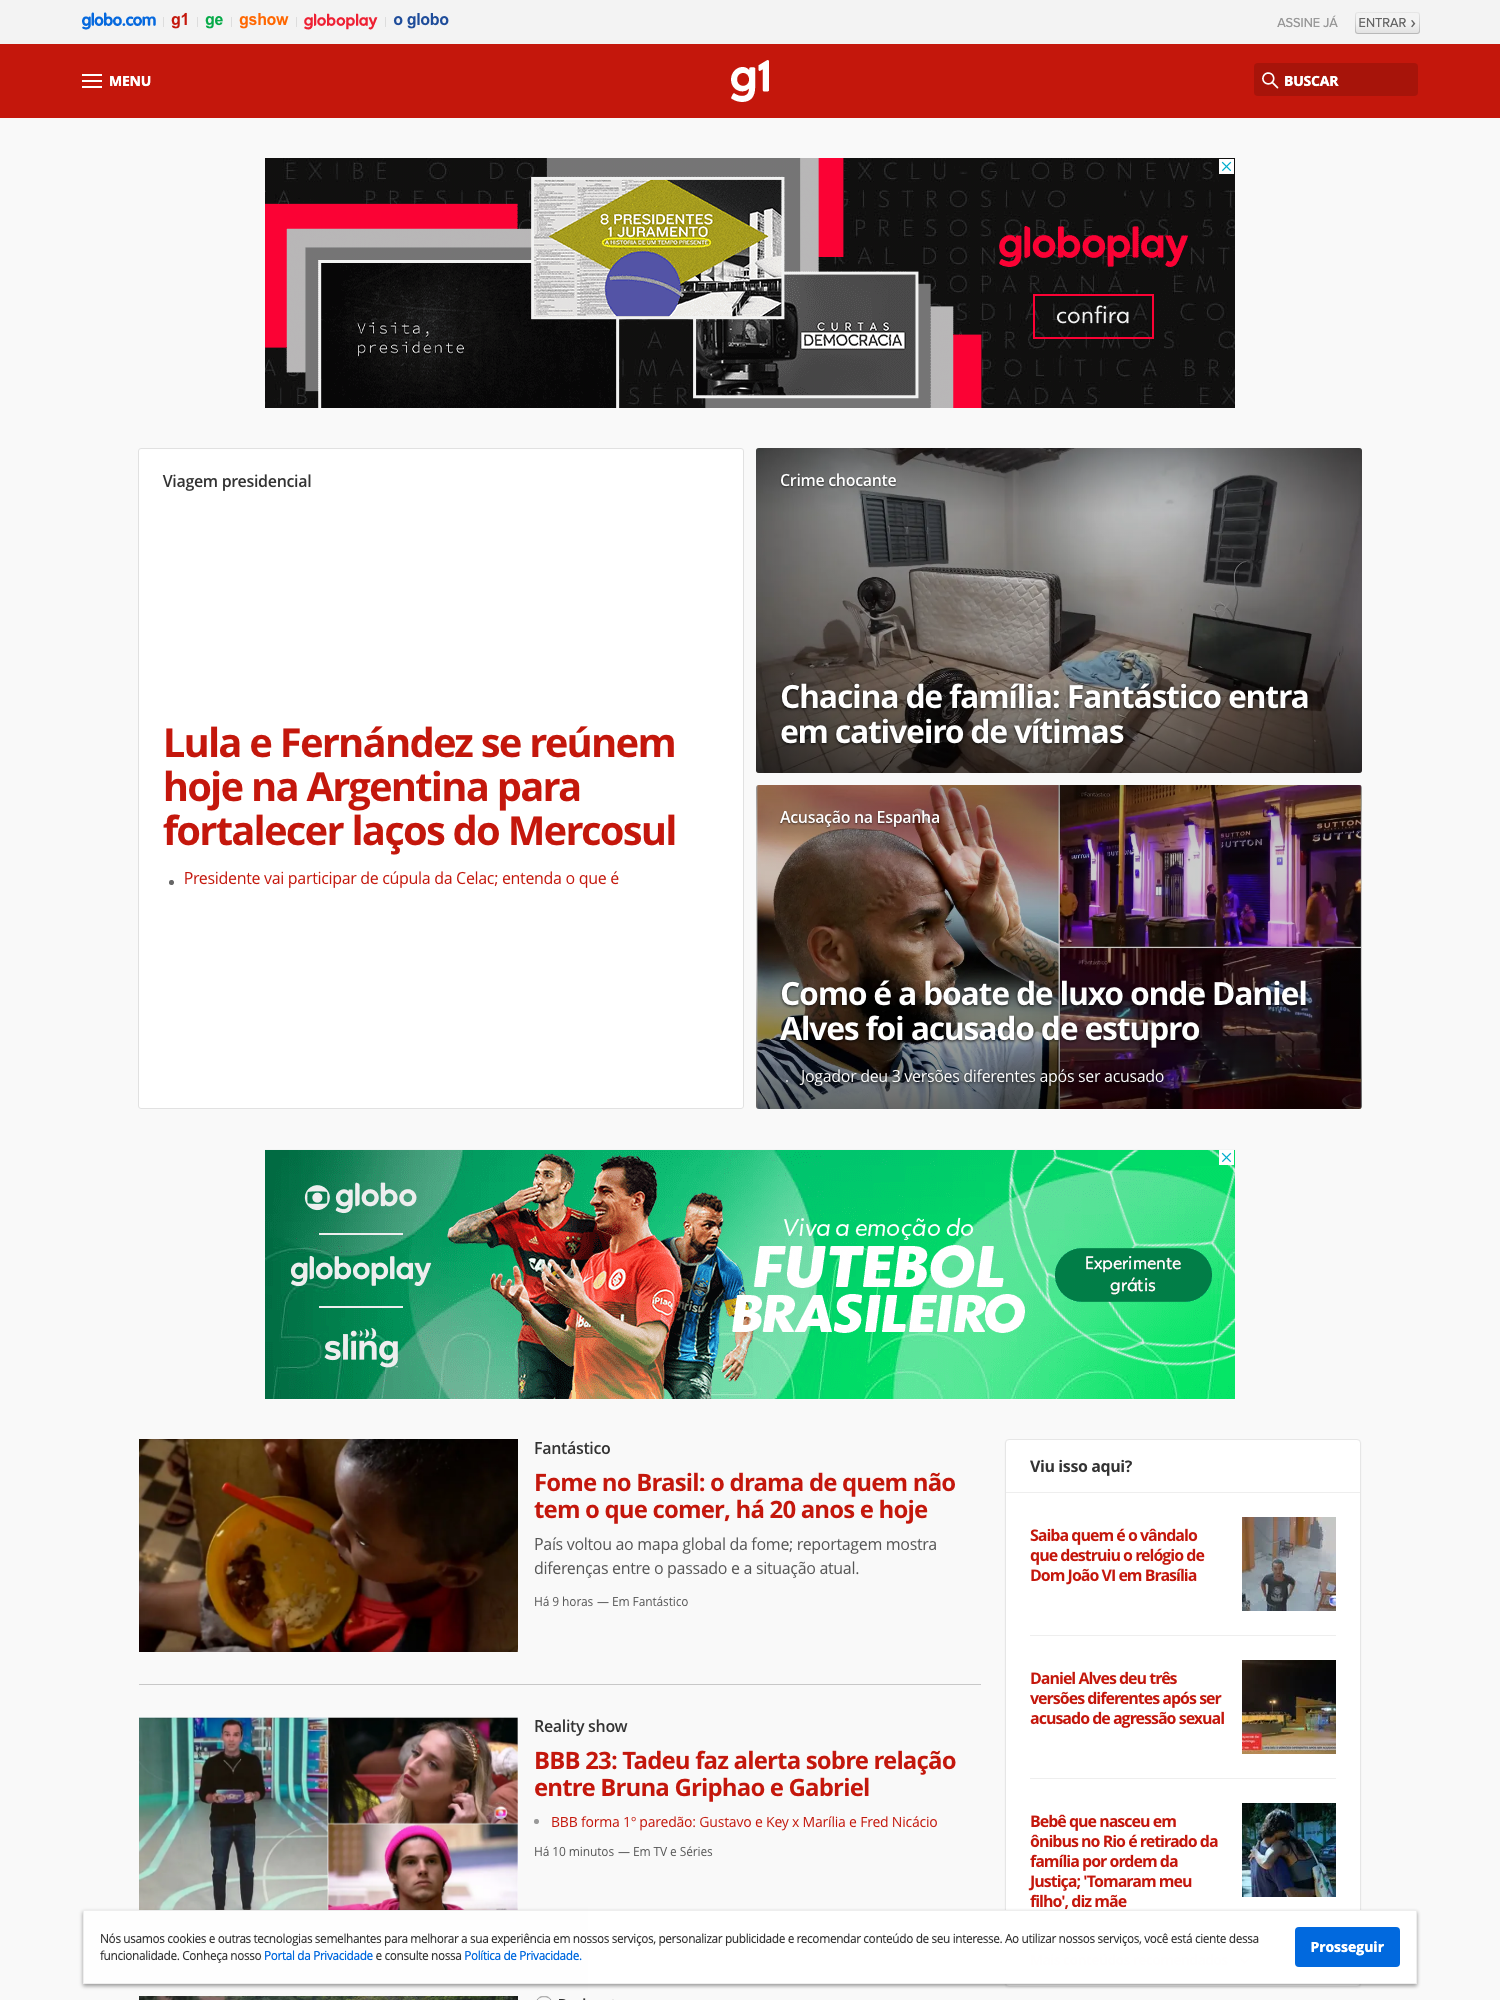 globo.com g1 ge gshow globoplay o globo
ASSINE JÁ ENTRAR ›
MENU
g1
BUSCAR
8 PRESIDENTES
1 JURAMENTO
A HISTÓRIA DE UM TEMPO PRESENTE
Visita,
presidente
CURTAS
DEMOCRACIA
globoplay
confira
Viagem presidencial
Lula e Fernández se reúnem
hoje na Argentina para
fortalecer laços do Mercosul
Presidente vai participar de cúpula da Celac; entenda o que é
Crime chocante
Chacina de família: Fantástico entra
em cativeiro de vítimas
Acusação na Espanha
SUTTON
SUTTON
SUTTON
Como é a boate de luxo onde Daniel
Alves foi acusado de estupro
Jogador deu 3 versões diferentes após ser acusado
globo
globoplay
sling
Viva a emoção do
FUTEBOL
BRASILEIRO
Experimente
grátis
Fantástico
Fome no Brasil: o drama de quem não
tem o que comer, há 20 anos e hoje
País voltou ao mapa global da fome; reportagem mostra
diferenças entre o passado e a situação atual.
Há 9 horas — Em Fantástico
Reality show
BBB 23: Tadeu faz alerta sobre relação
entre Bruna Griphao e Gabriel
BBB forma 1º paredão: Gustavo e Key x Marília e Fred Nicácio
Há 10 minutos — Em TV e Séries
Viu isso aqui?
Saiba quem é o vândalo
que destruiu o relógio de
Dom João VI em Brasília
Daniel Alves deu três
versões diferentes após ser
acusado de agressão sexual
Bebê que nasceu em
ônibus no Rio é retirado da
família por ordem da
Justiça; 'Tomaram meu
filho', diz mãe
Nós usamos cookies e outras tecnologias semelhantes para melhorar a sua experiência em nossos serviços, personalizar publicidade e recomendar conteúdo de seu interesse. Ao utilizar nossos serviços, você está ciente dessa
funcionalidade. Conheça nosso Portal da Privacidade e consulte nossa Política de Privacidade.
Prosseguir